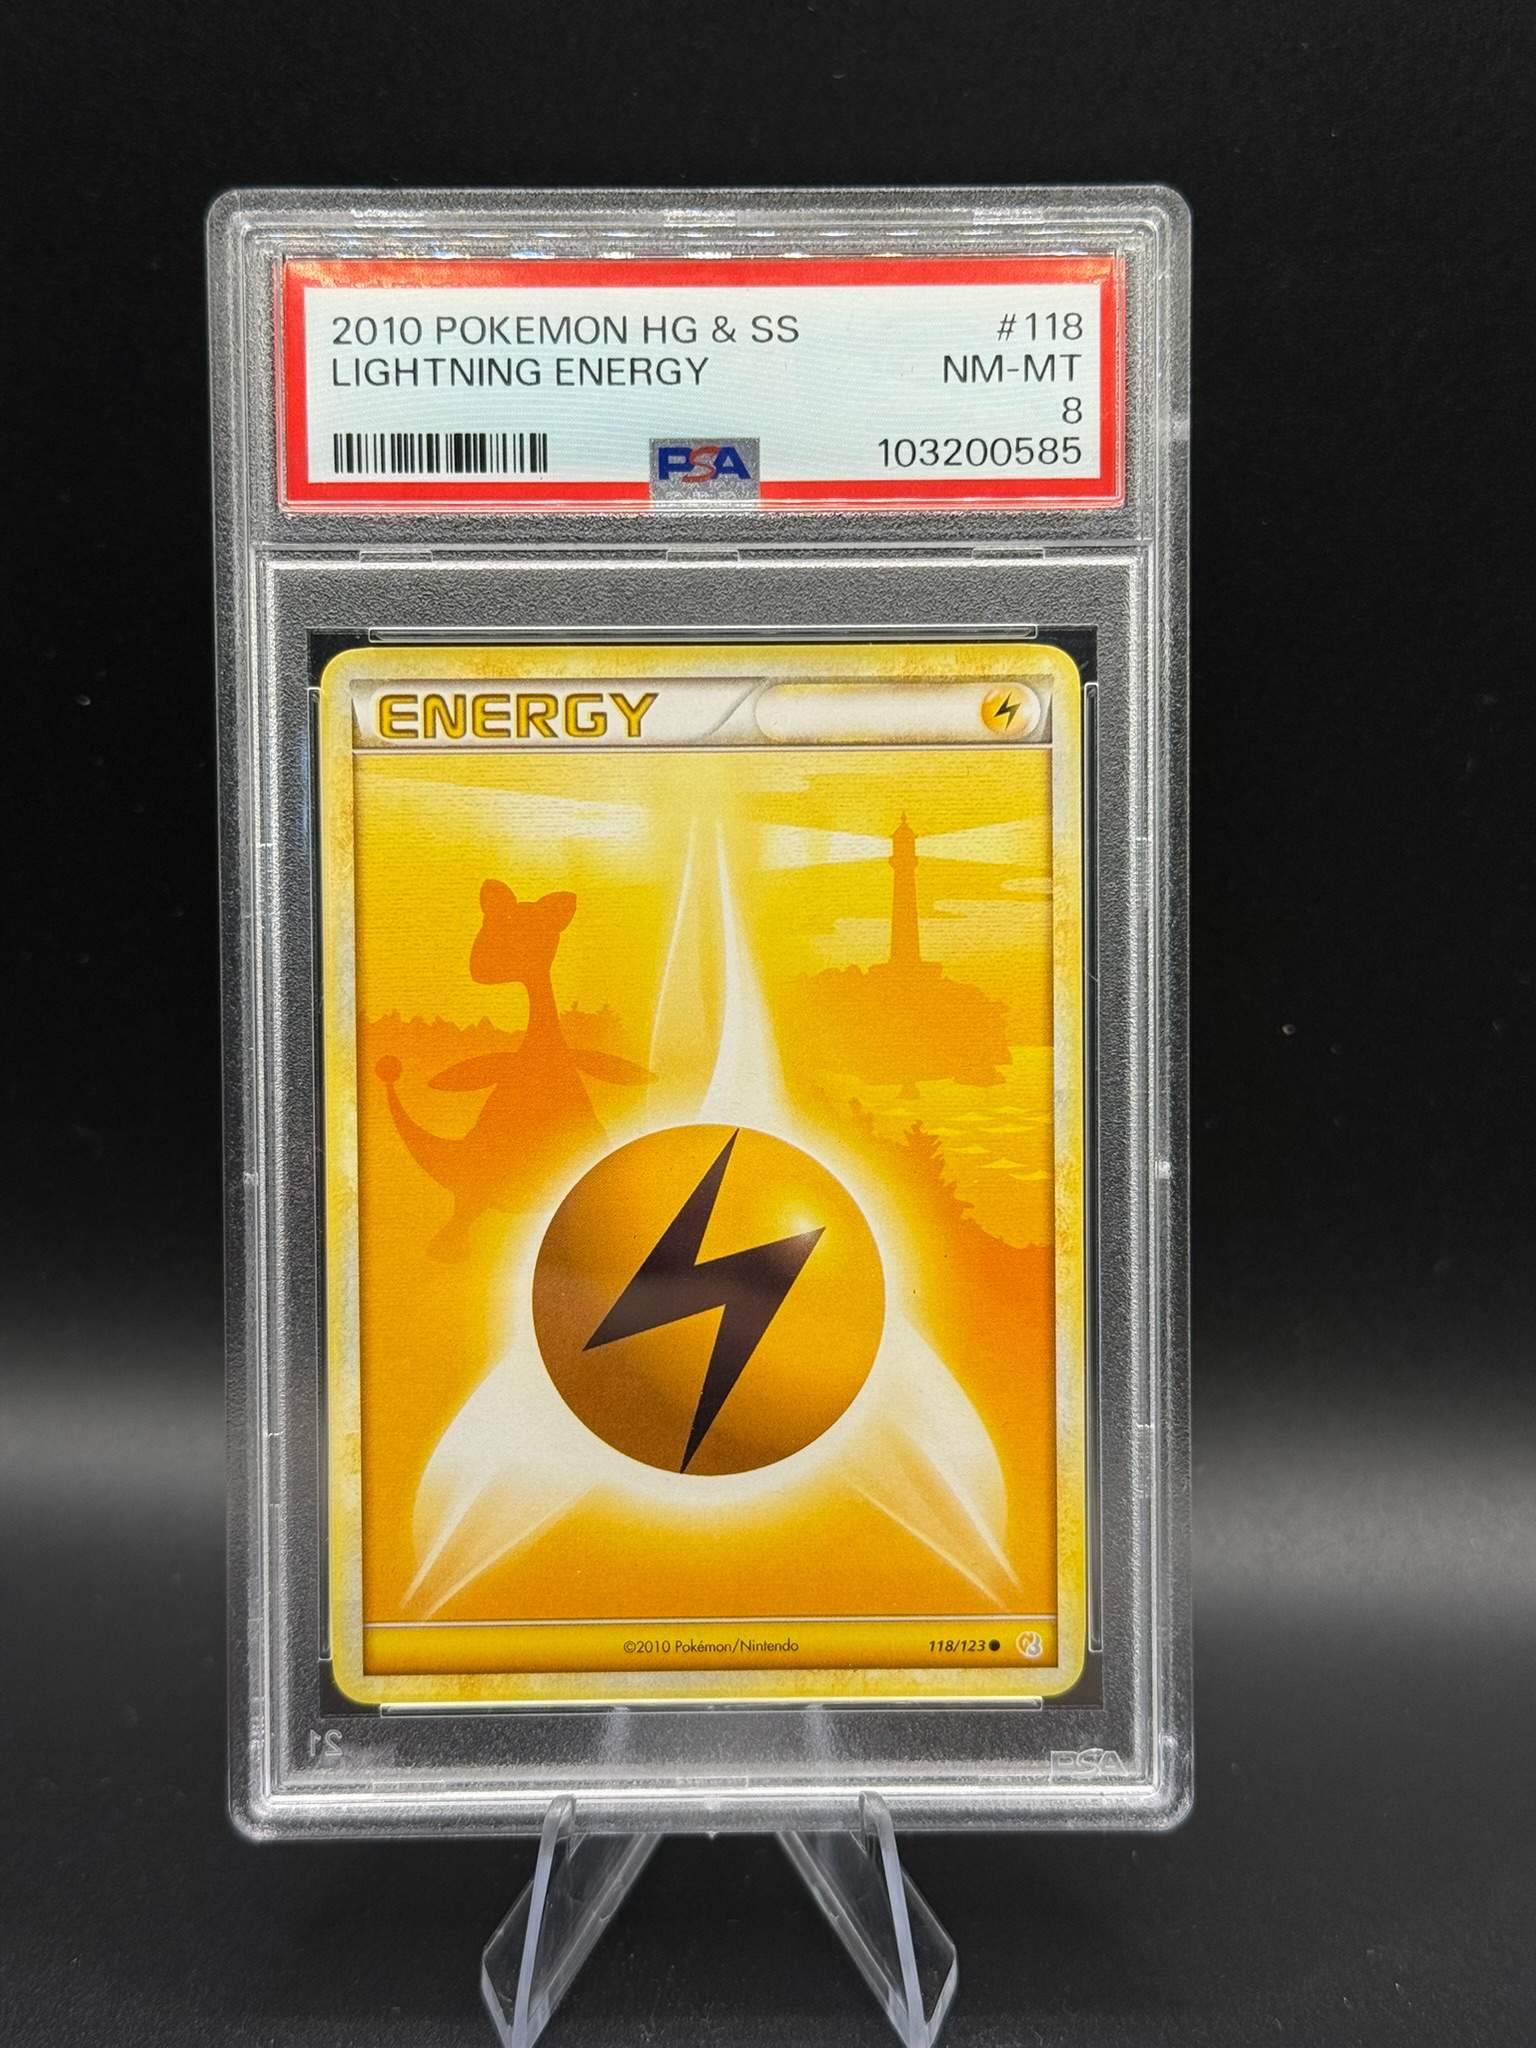 2010 POKEMON HG & SS #118
LIGHTNING ENERGY NM-MT
8
PSA 103200585
ENERGY
©2010 Pokémon/Nintendo 118/123
21 PSA